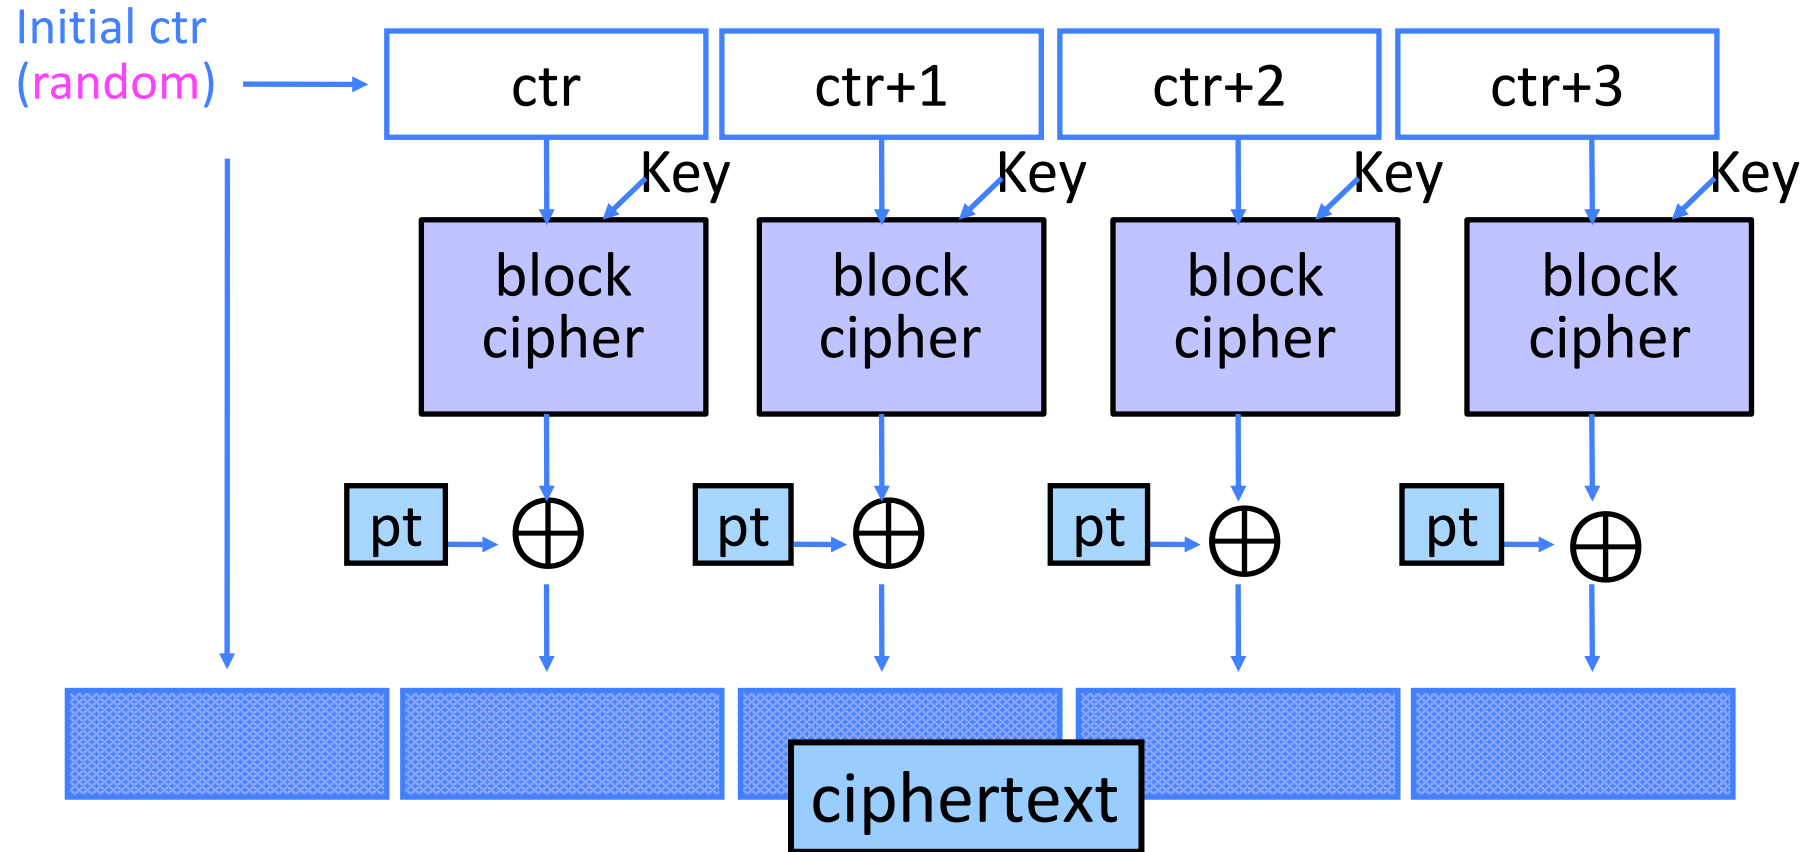 Initial ctr
(random)
ctr
ctr+1
ctr+2
ctr+3
Key
Key
Key
Key
block
cipher
block
cipher
block
cipher
block
cipher
pt
pt
pt
pt
ciphertext